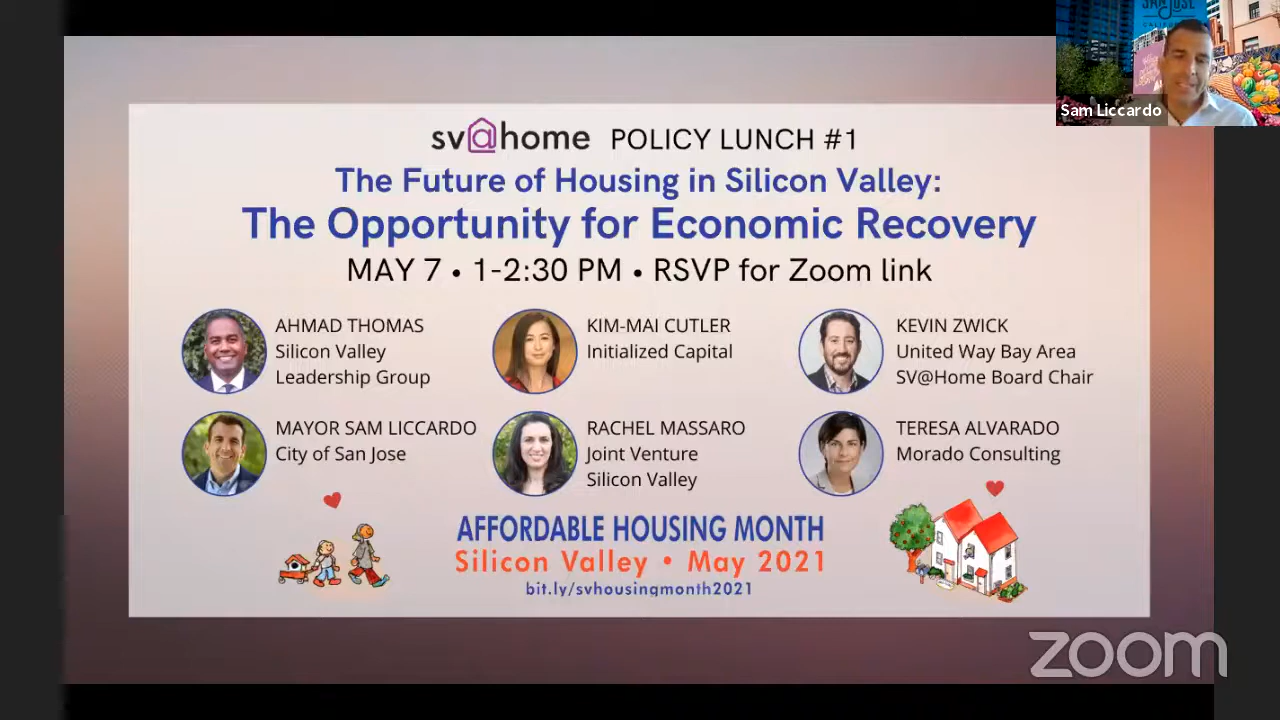 SAN JOSE
CALIFORNIA
Sam Liccardo
sv@home POLICY LUNCH #1
The Future of Housing in Silicon Valley:
The Opportunity for Economic Recovery
MAY 7 • 1-2:30 PM • RSVP for Zoom link
AHMAD THOMAS
Silicon Valley
Leadership Group
KIM-MAI CUTLER
Initialized Capital
KEVIN ZWICK
United Way Bay Area
SV@Home Board Chair
MAYOR SAM LICCARDO
City of San Jose
RACHEL MASSARO
Joint Venture
Silicon Valley
TERESA ALVARADO
Morado Consulting
AFFORDABLE HOUSING MONTH
Silicon Valley • May 2021
bit.ly/svhousingmonth2021
zoom